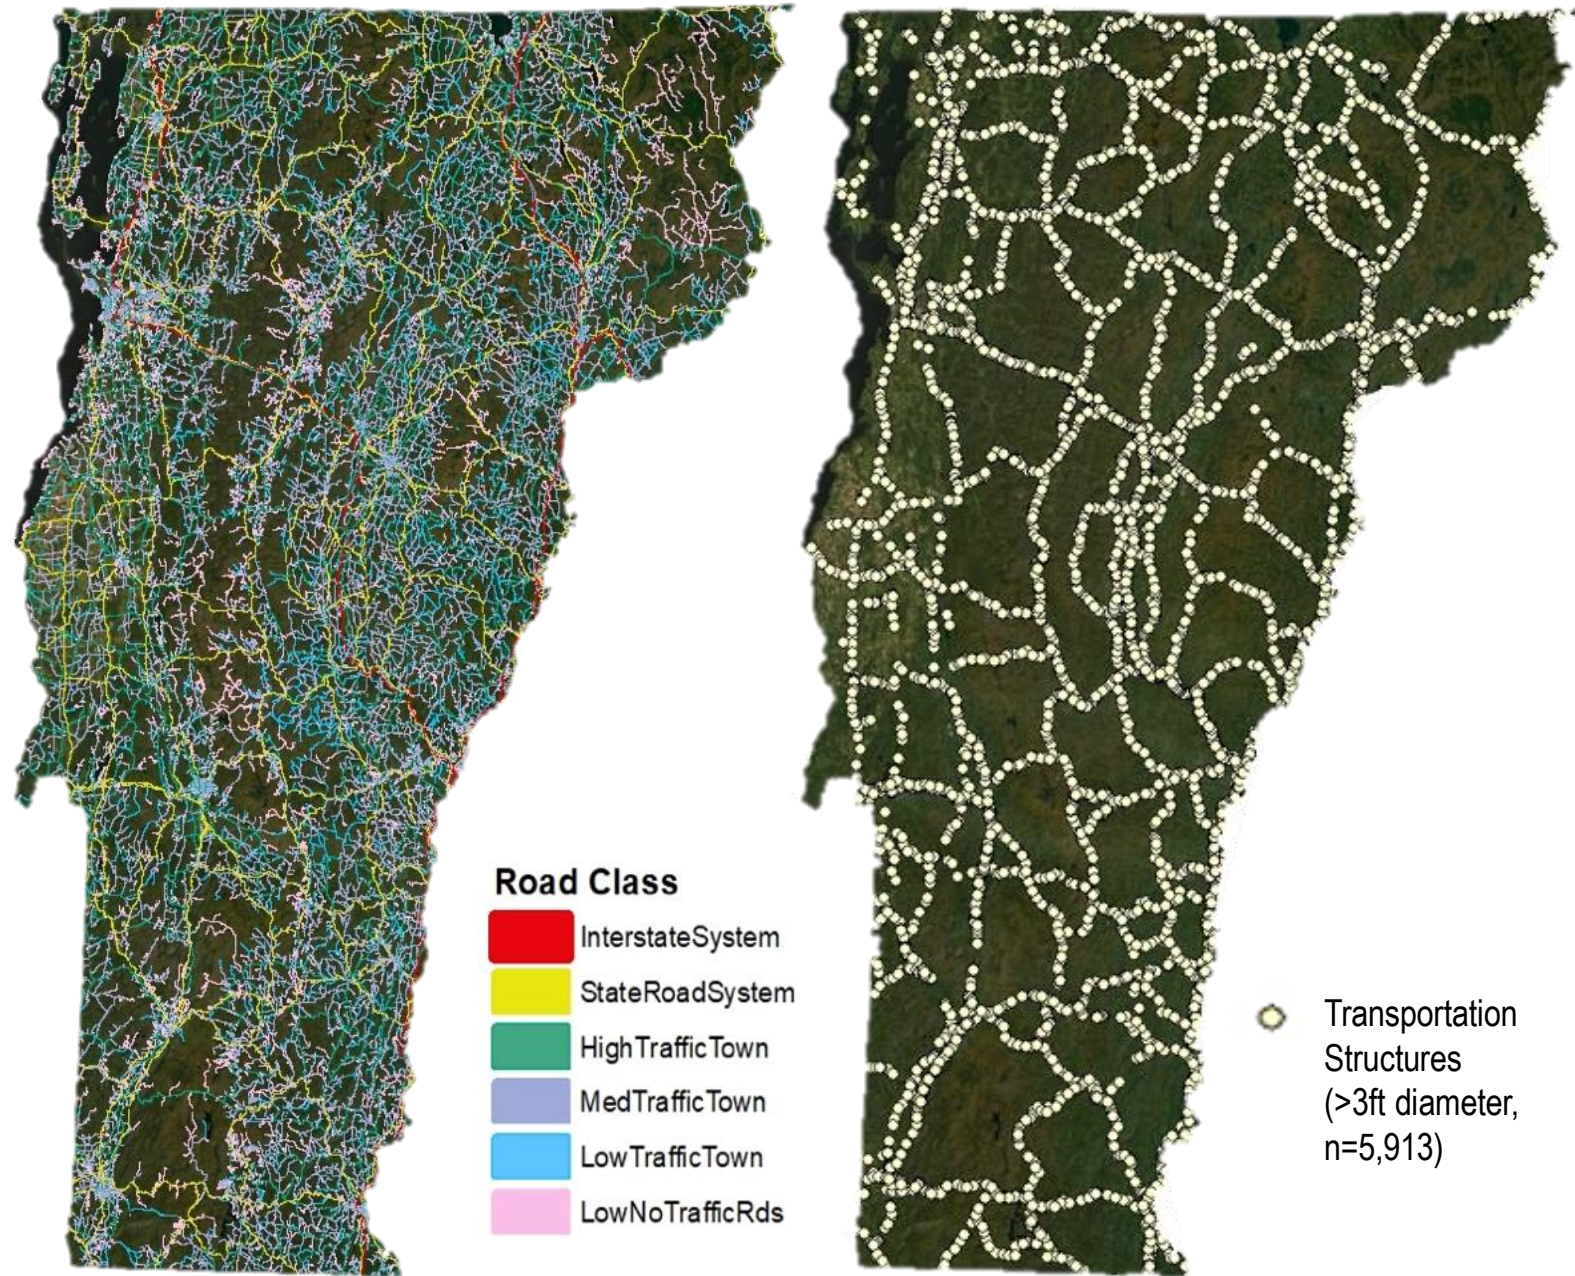 Road Class
InterstateSystem
StateRoadSystem
HighTrafficTown
MedTrafficTown
LowTrafficTown
LowNoTrafficRds
Transportation
Structures
(>3ft diameter,
n=5,913)